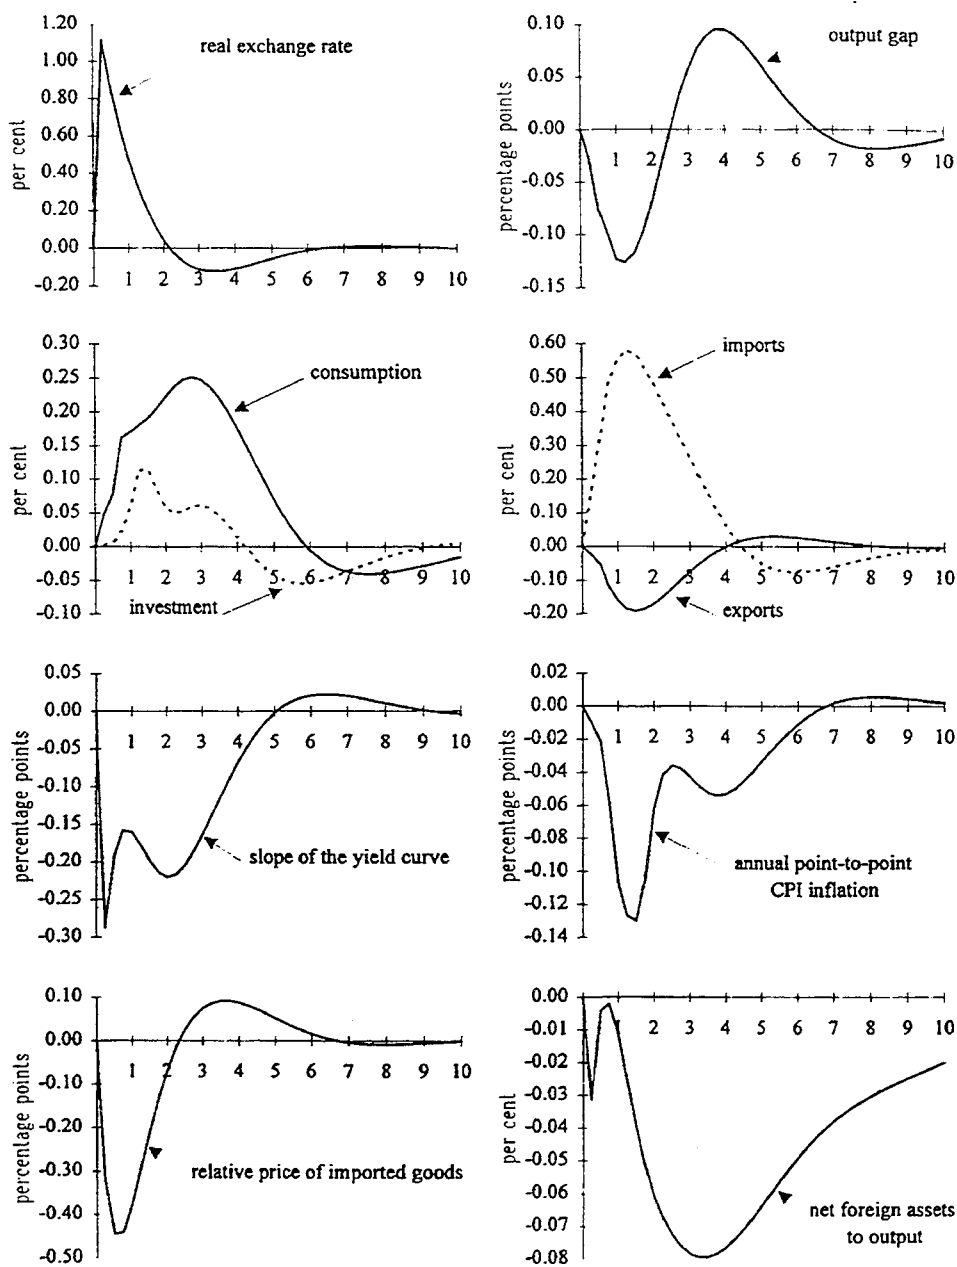 real exchange rate
per cent
1.20
1.00
0.80
0.60
0.40
0.20
0.00
-0.20
1 2 3 4 5 6 7 8 9 10
output gap
percentage points
0.10
0.05
0.00
-0.05
-0.10
-0.15
1 2 3 4 5 6 7 8 9 10
consumption
investment
per cent
0.30
0.25
0.20
0.15
0.10
0.05
0.00
-0.05
-0.10
1 2 3 4 5 6 7 8 9 10
imports
exports
per cent
0.60
0.50
0.40
0.30
0.20
0.10
0.00
-0.10
-0.20
1 2 3 4 5 6 7 8 9 10
slope of the yield curve
percentage points
0.05
0.00
-0.05
-0.10
-0.15
-0.20
-0.25
-0.30
1 2 3 4 5 6 7 8 9 10
annual point-to-point
CPI inflation
percentage points
0.02
0.00
-0.02
-0.04
-0.06
-0.08
-0.10
-0.12
-0.14
1 2 3 4 5 6 7 8 9 10
relative price of imported goods
percentage points
0.10
0.00
-0.10
-0.20
-0.30
-0.40
-0.50
1 2 3 4 5 6 7 8 9 10
net foreign assets
to output
per cent
0.00
-0.01
-0.02
-0.03
-0.04
-0.05
-0.06
-0.07
-0.08
1 2 3 4 5 6 7 8 9 10